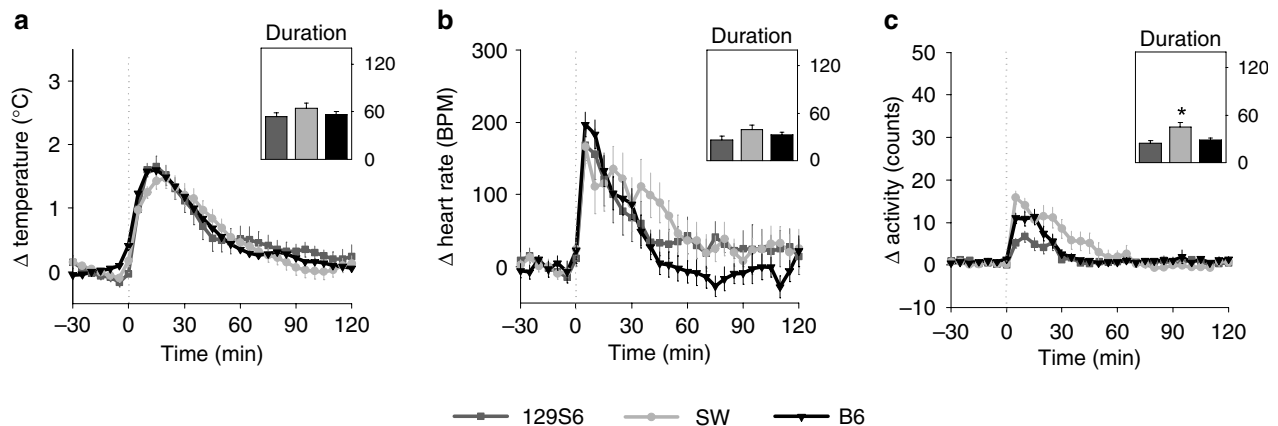 a
Duration
120
60
0
3
2
1
0
Δ temperature (°C)
−30 0 30 60 90 120
Time (min)
b
Duration
120
60
0
300
200
100
0
Δ heart rate (BPM)
−30 0 30 60 90 120
Time (min)
c
Duration
120
60
0
*
50
40
30
20
10
0
−10
Δ activity (counts)
−30 0 30 60 90 120
Time (min)
129S6 SW B6